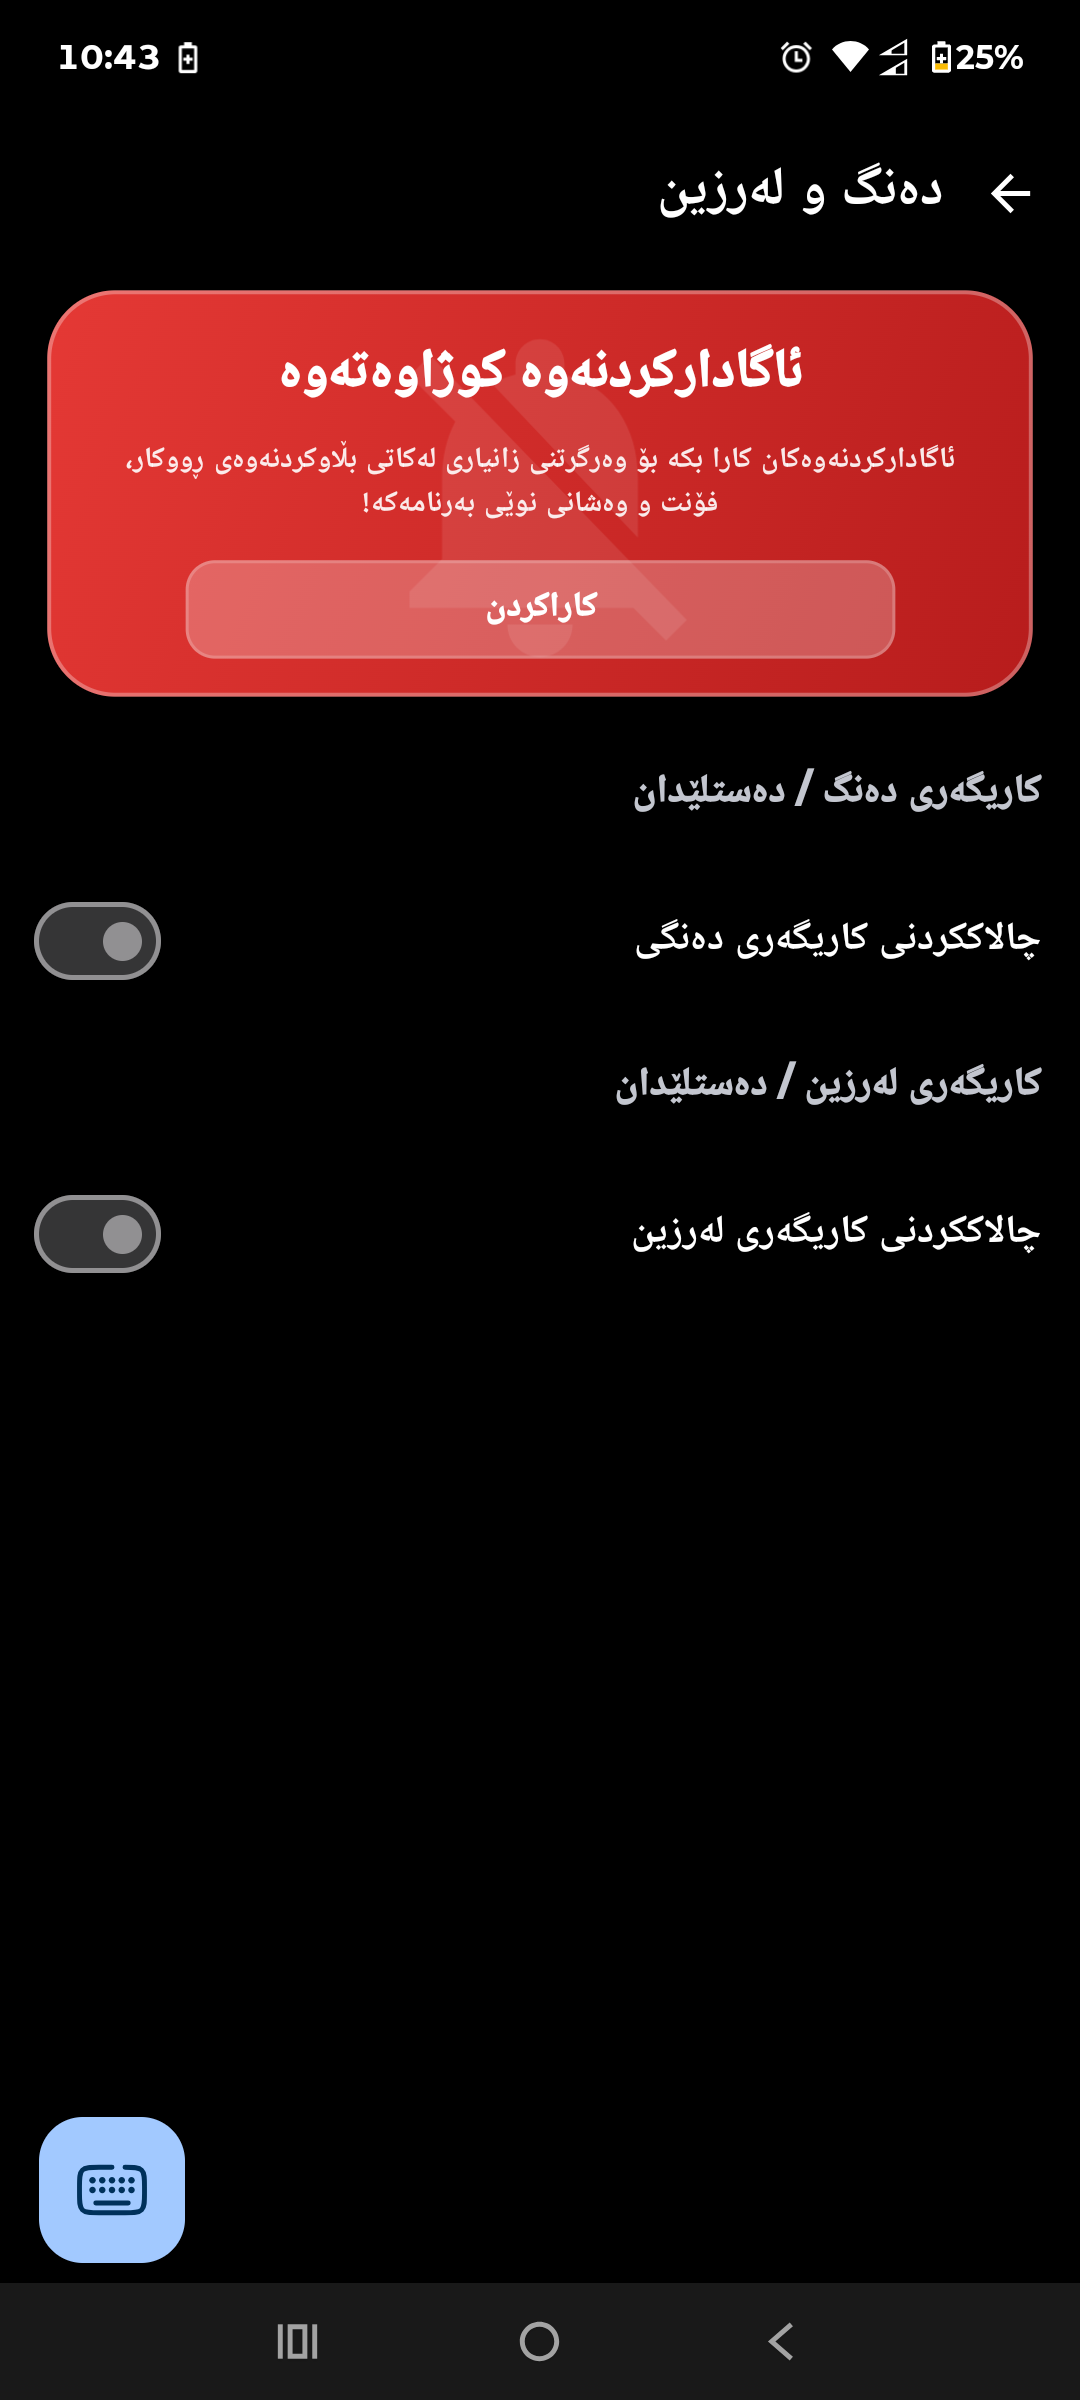 10:43
25%
دەنگ و لەرزین
ئاگادارکردنەوە کوژاوەتەوە
ئاگادارکردنەوەکان کارا بکە بۆ وەرگرتنی زانیاری لەکاتی بڵاوکردنەوەی ڕووکار،
فۆنت و وەشانی نوێی بەرنامەکە!
کاراکردن
کاریگەری دەنگ / دەستلێدان
چالاککردنی کاریگەری دەنگی
کاریگەری لەرزین / دەستلێدان
چالاککردنی کاریگەری لەرزین